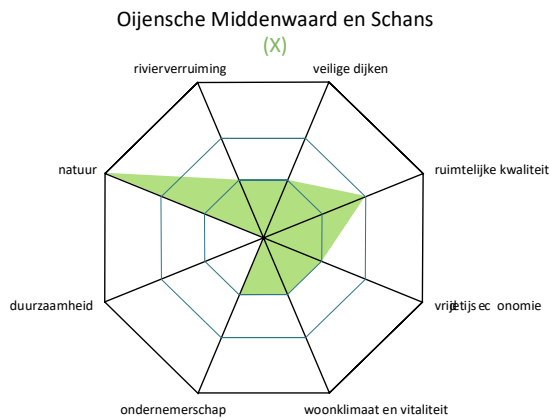 Oijensche Middenwaard en Schans
(X)
rivierverruiming
veilige dijken
natuur
ruimtelijke kwaliteit
duurzaamheid
ondernemerschap
woonklimaat en vitaliteit